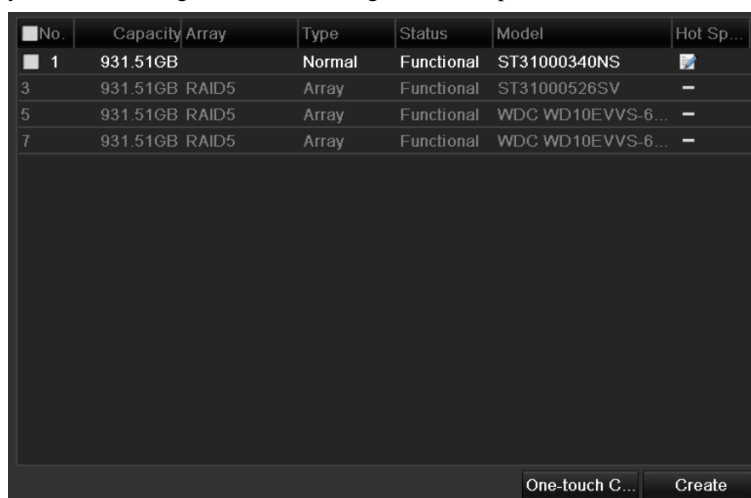 No. Capacity Array Type Status Model Hot Sp...
1 931.51GB Normal Functional ST31000340NS
3 931.51GB RAID5 Array Functional ST31000526SV –
5 931.51GB RAID5 Array Functional WDC WD10EVVS-6... –
7 931.51GB RAID5 Array Functional WDC WD10EVVS-6... –
One-touch C... Create